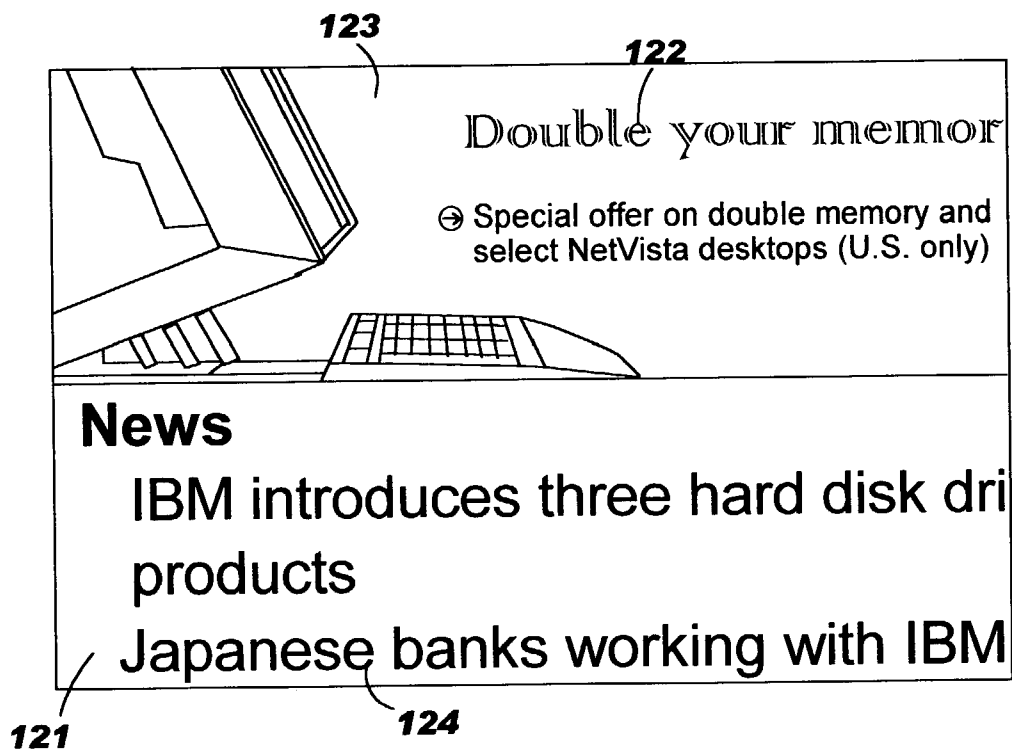 123
122
Double your memor
Special offer on double memory and
select NetVista desktops (U.S. only)
News
IBM introduces three hard disk dri
products
Japanese banks working with IBM
121
124